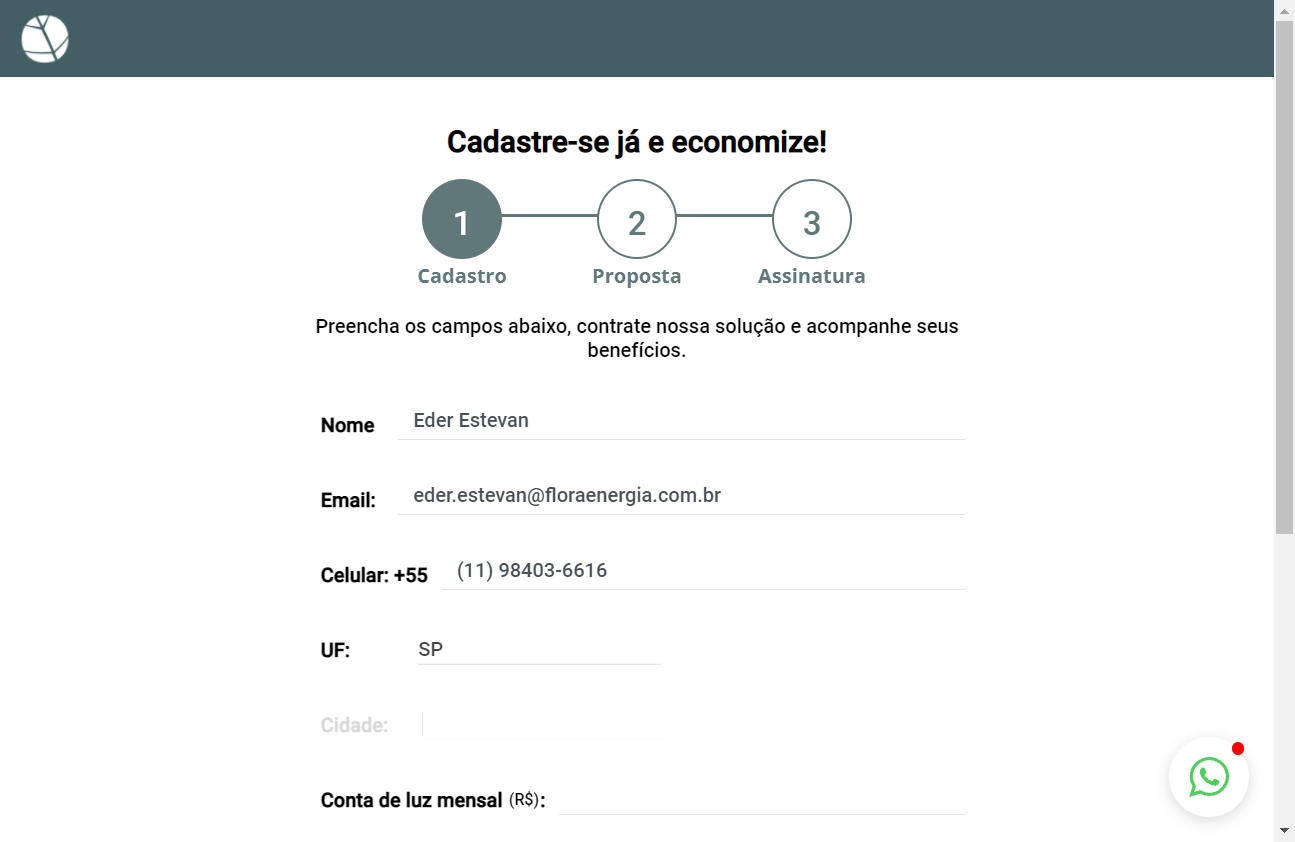 Cadastre-se já e economize!
1
2
3
Cadastro
Proposta
Assinatura
Preencha os campos abaixo, contrate nossa solução e acompanhe seus
benefícios.
Nome Eder Estevan
Email: eder.estevan@floraenergia.com.br
Celular: +55 (11) 98403-6616
UF: SP
Cidade:
Conta de luz mensal (R$):